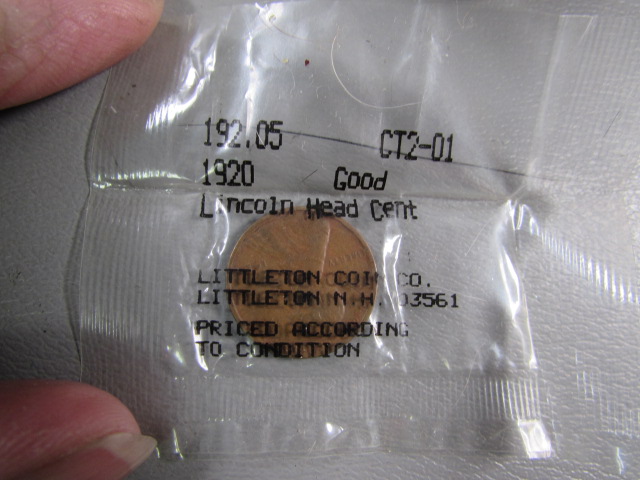 192.05 CT2-01
1920 Good
Lincoln Head Cent
LITTLETON COIN CO.
LITTLETON N.H. 03561
PRICED ACCORDING
TO CONDITION